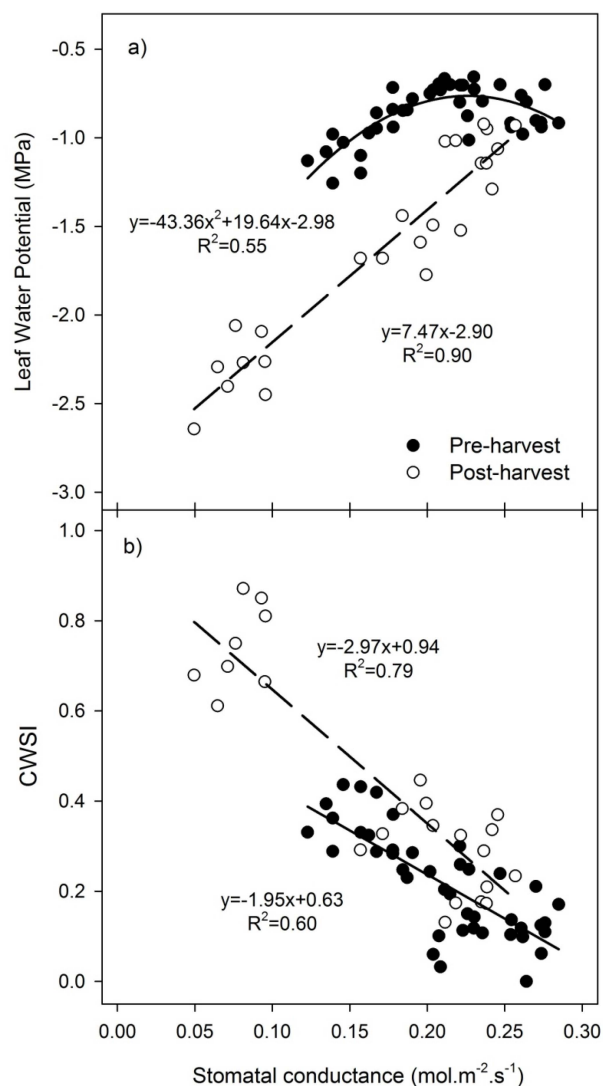 a)
-0.5
-1.0
-1.5
-2.0
-2.5
-3.0
Leaf Water Potential (MPa)
y=-43.36x²+19.64x-2.98
R²=0.55
y=7.47x-2.90
R²=0.90
Pre-harvest
Post-harvest
b)
1.0
0.8
0.6
0.4
0.2
0.0
CWSI
y=-2.97x+0.94
R²=0.79
y=-1.95x+0.63
R²=0.60
0.00 0.05 0.10 0.15 0.20 0.25 0.30
Stomatal conductance (mol.m⁻².s⁻¹)